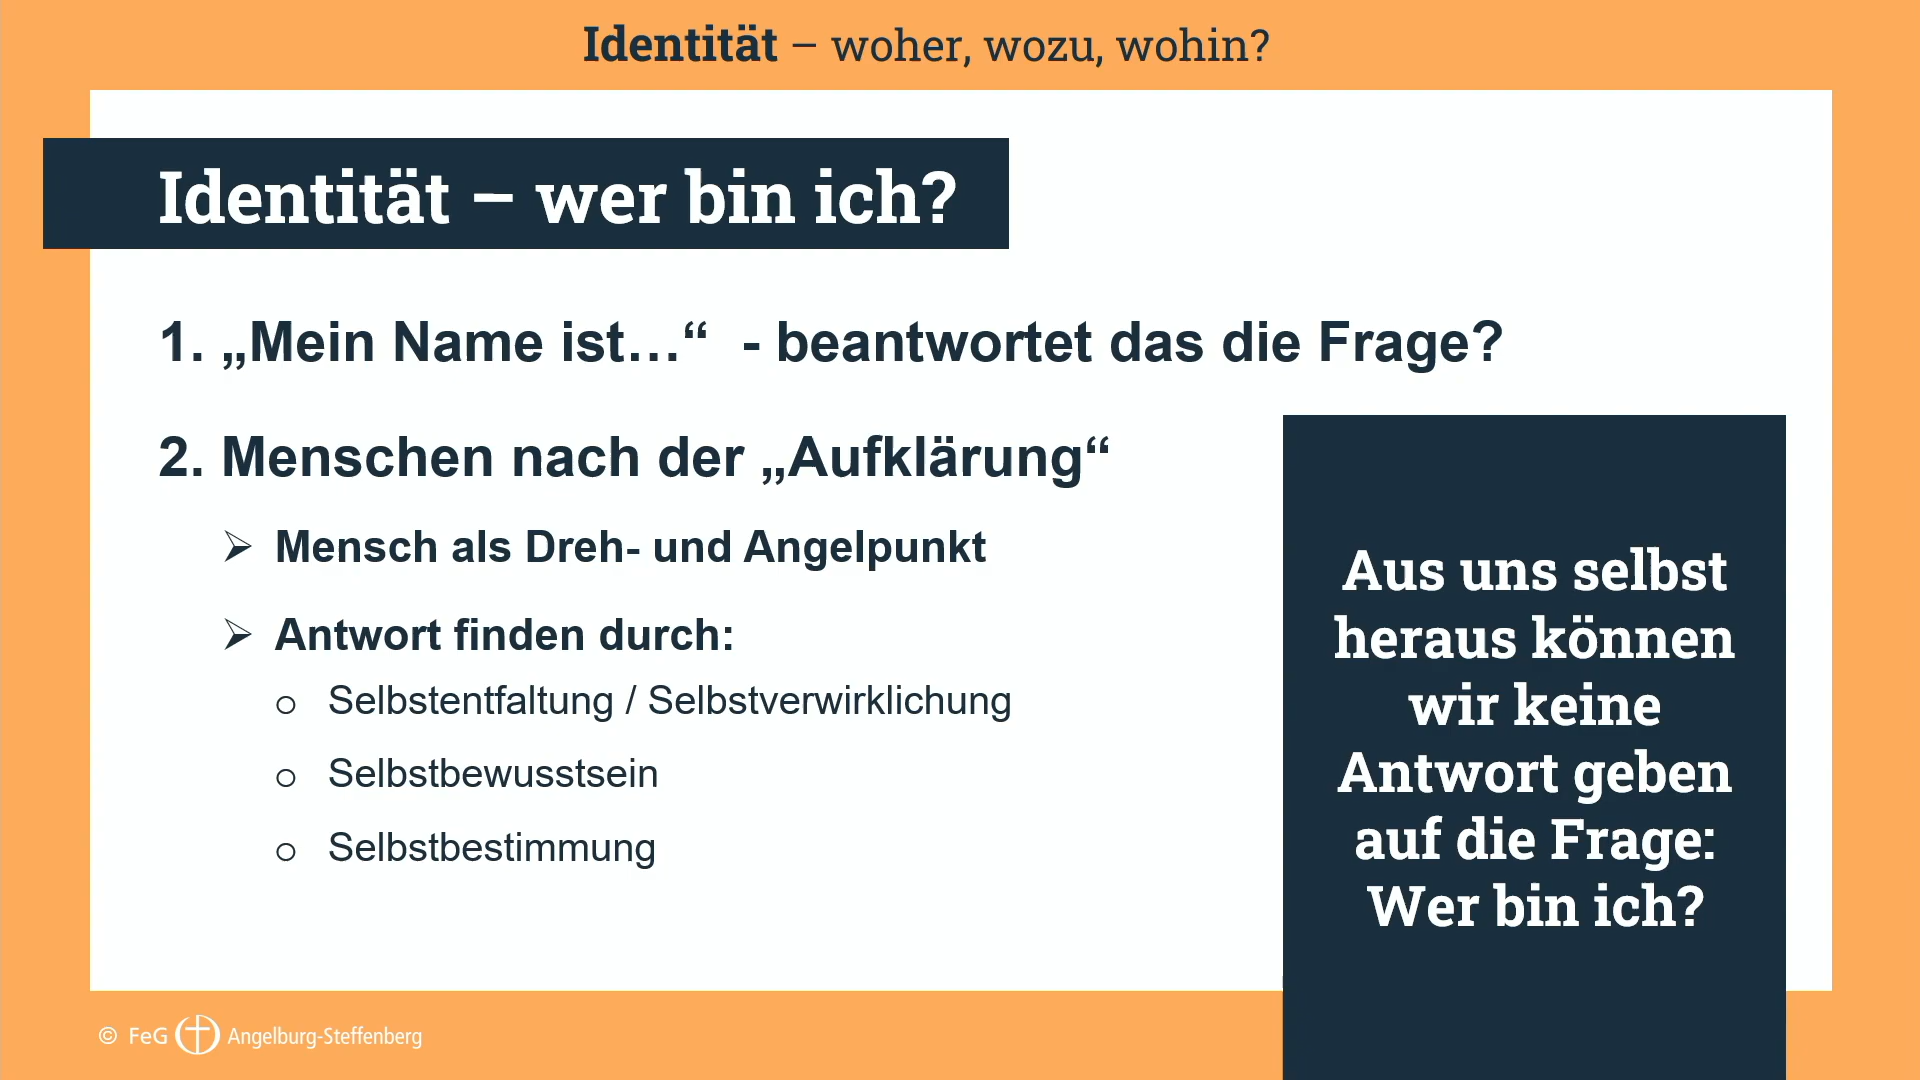 Identität – woher, wozu, wohin?
Identität – wer bin ich?
1. „Mein Name ist…“ - beantwortet das die Frage?
2. Menschen nach der „Aufklärung“
➢ Mensch als Dreh- und Angelpunkt
➢ Antwort finden durch:
o Selbstentfaltung / Selbstverwirklichung
o Selbstbewusstsein
o Selbstbestimmung
Aus uns selbst
heraus können
wir keine
Antwort geben
auf die Frage:
Wer bin ich?
© FeG Angelburg-Steffenberg